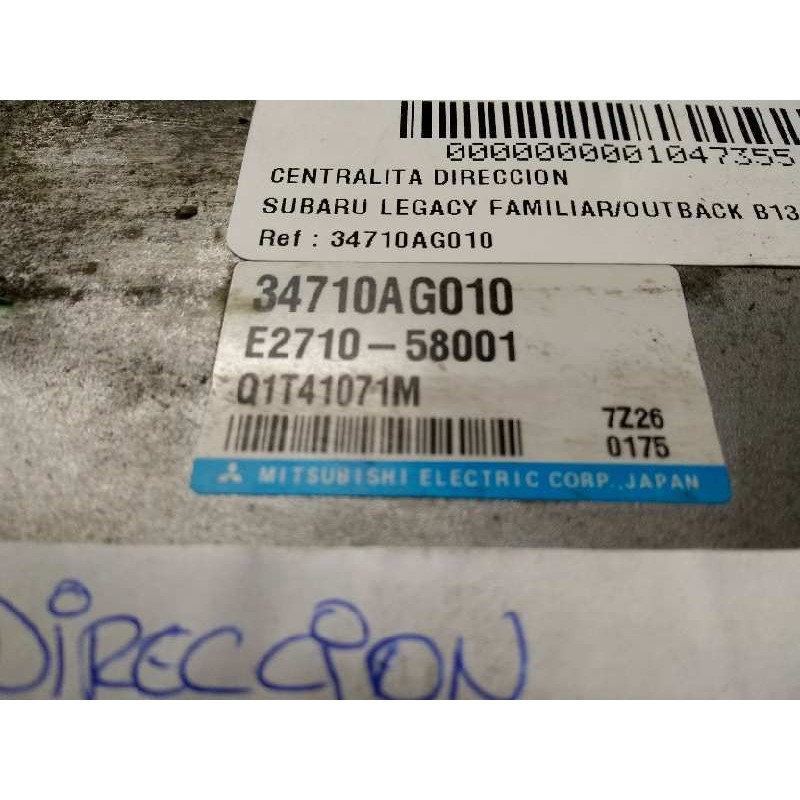 0000000001047355
CENTRALITA DIRECCION
SUBARU LEGACY FAMILIAR/OUTBACK B13
Ref : 34710AG010
34710AG010
E2710-58001
Q1T41071M
7Z26
0175
MITSUBISHI ELECTRIC CORP., JAPAN
DIRECCION